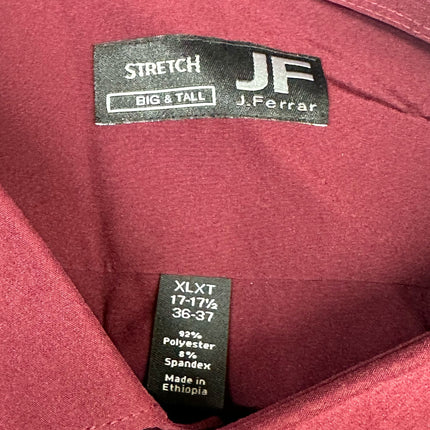 STRETCH
BIG & TALL
JF
J.Ferrar
XLXT
17-17½
36-37
92%
Polyester
8%
Spandex
Made in
Ethiopia